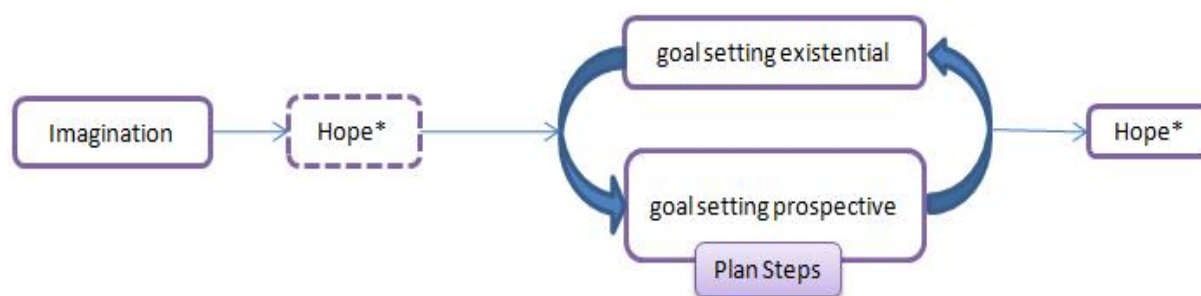 Imagination
Hope*
goal setting existential
goal setting prospective
Plan Steps
Hope*